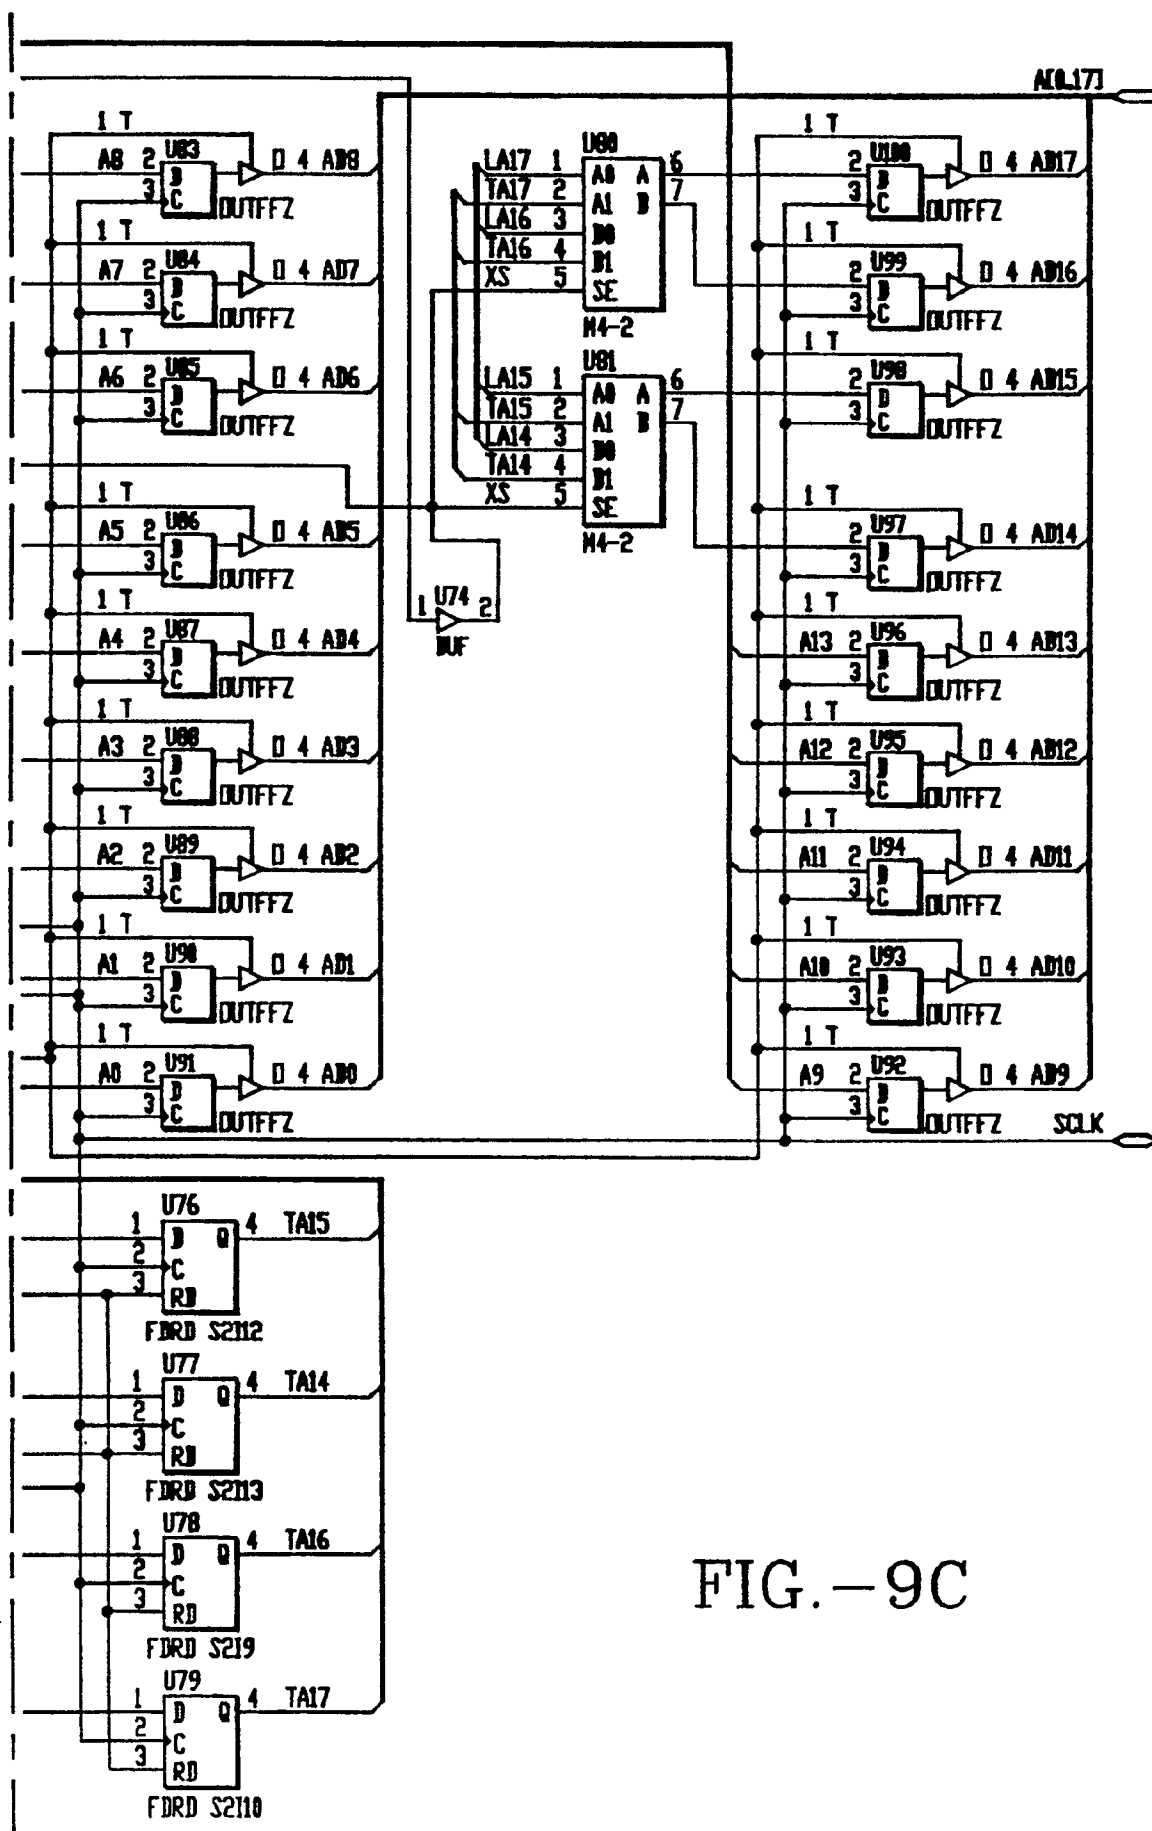 A[0..17]
1 T
A8 2 U83 O 4 AD8
3 D C OUTFFZ
1 T
A7 2 U84 O 4 AD7
3 D C OUTFFZ
1 T
A6 2 U85 O 4 AD6
3 D C OUTFFZ
1 T
A5 2 U86 O 4 AD5
3 D C OUTFFZ
1 T
A4 2 U87 O 4 AD4
3 D C OUTFFZ
1 T
A3 2 U88 O 4 AD3
3 D C OUTFFZ
1 T
A2 2 U89 O 4 AD2
3 D C OUTFFZ
1 T
A1 2 U90 O 4 AD1
3 D C OUTFFZ
1 T
A0 2 U91 O 4 AD0
3 D C OUTFFZ
U80
LA17 1 A0 A 6
TA17 2 A1 B 7
LA16 3 B0
TA16 4 B1
XS 5 SE
M4-2
U81
LA15 1 A0 A 6
TA15 2 A1 B 7
LA14 3 B0
TA14 4 B1
XS 5 SE
M4-2
1 U74 2
BUF
1 T
2 U100 O 4 AD17
3 D C OUTFFZ
1 T
2 U99 O 4 AD16
3 D C OUTFFZ
1 T
2 U98 O 4 AD15
3 D C OUTFFZ
1 T
2 U97 O 4 AD14
3 D C OUTFFZ
1 T
A13 2 U96 O 4 AD13
3 D C OUTFFZ
1 T
A12 2 U95 O 4 AD12
3 D C OUTFFZ
1 T
A11 2 U94 O 4 AD11
3 D C OUTFFZ
1 T
A10 2 U93 O 4 AD10
3 D C OUTFFZ
1 T
A9 2 U92 O 4 AD9
3 D C OUTFFZ
SCLK
U76
1 D Q 4 TA15
2 C
3 RD
FDRD S2I12
U77
1 D Q 4 TA14
2 C
3 RD
FDRD S2I13
U78
1 D Q 4 TA16
2 C
3 RD
FDRD S2I9
U79
1 D Q 4 TA17
2 C
3 RD
FDRD S2I10
FIG.-9C